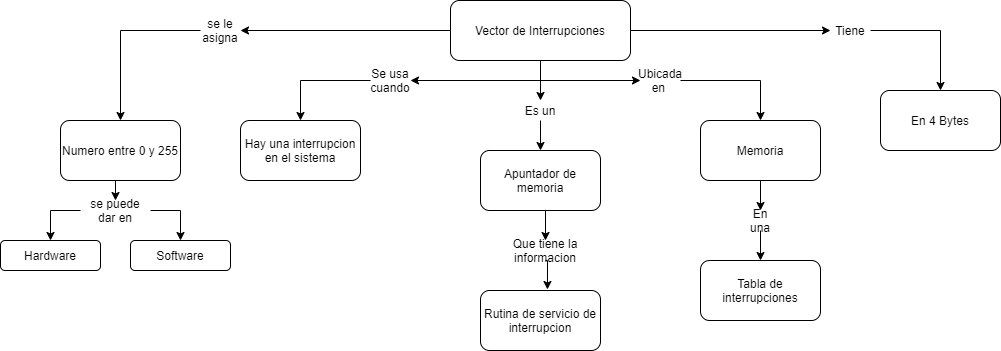 Vector de Interrupciones
se le
asigna
Tiene
Se usa
cuando
Ubicada
en
Es un
Numero entre 0 y 255
Hay una interrupcion
en el sistema
Apuntador de
memoria
Memoria
En 4 Bytes
se puede
dar en
En
una
Hardware
Software
Que tiene la
informacion
Tabla de
interrupciones
Rutina de servicio de
interrupcion